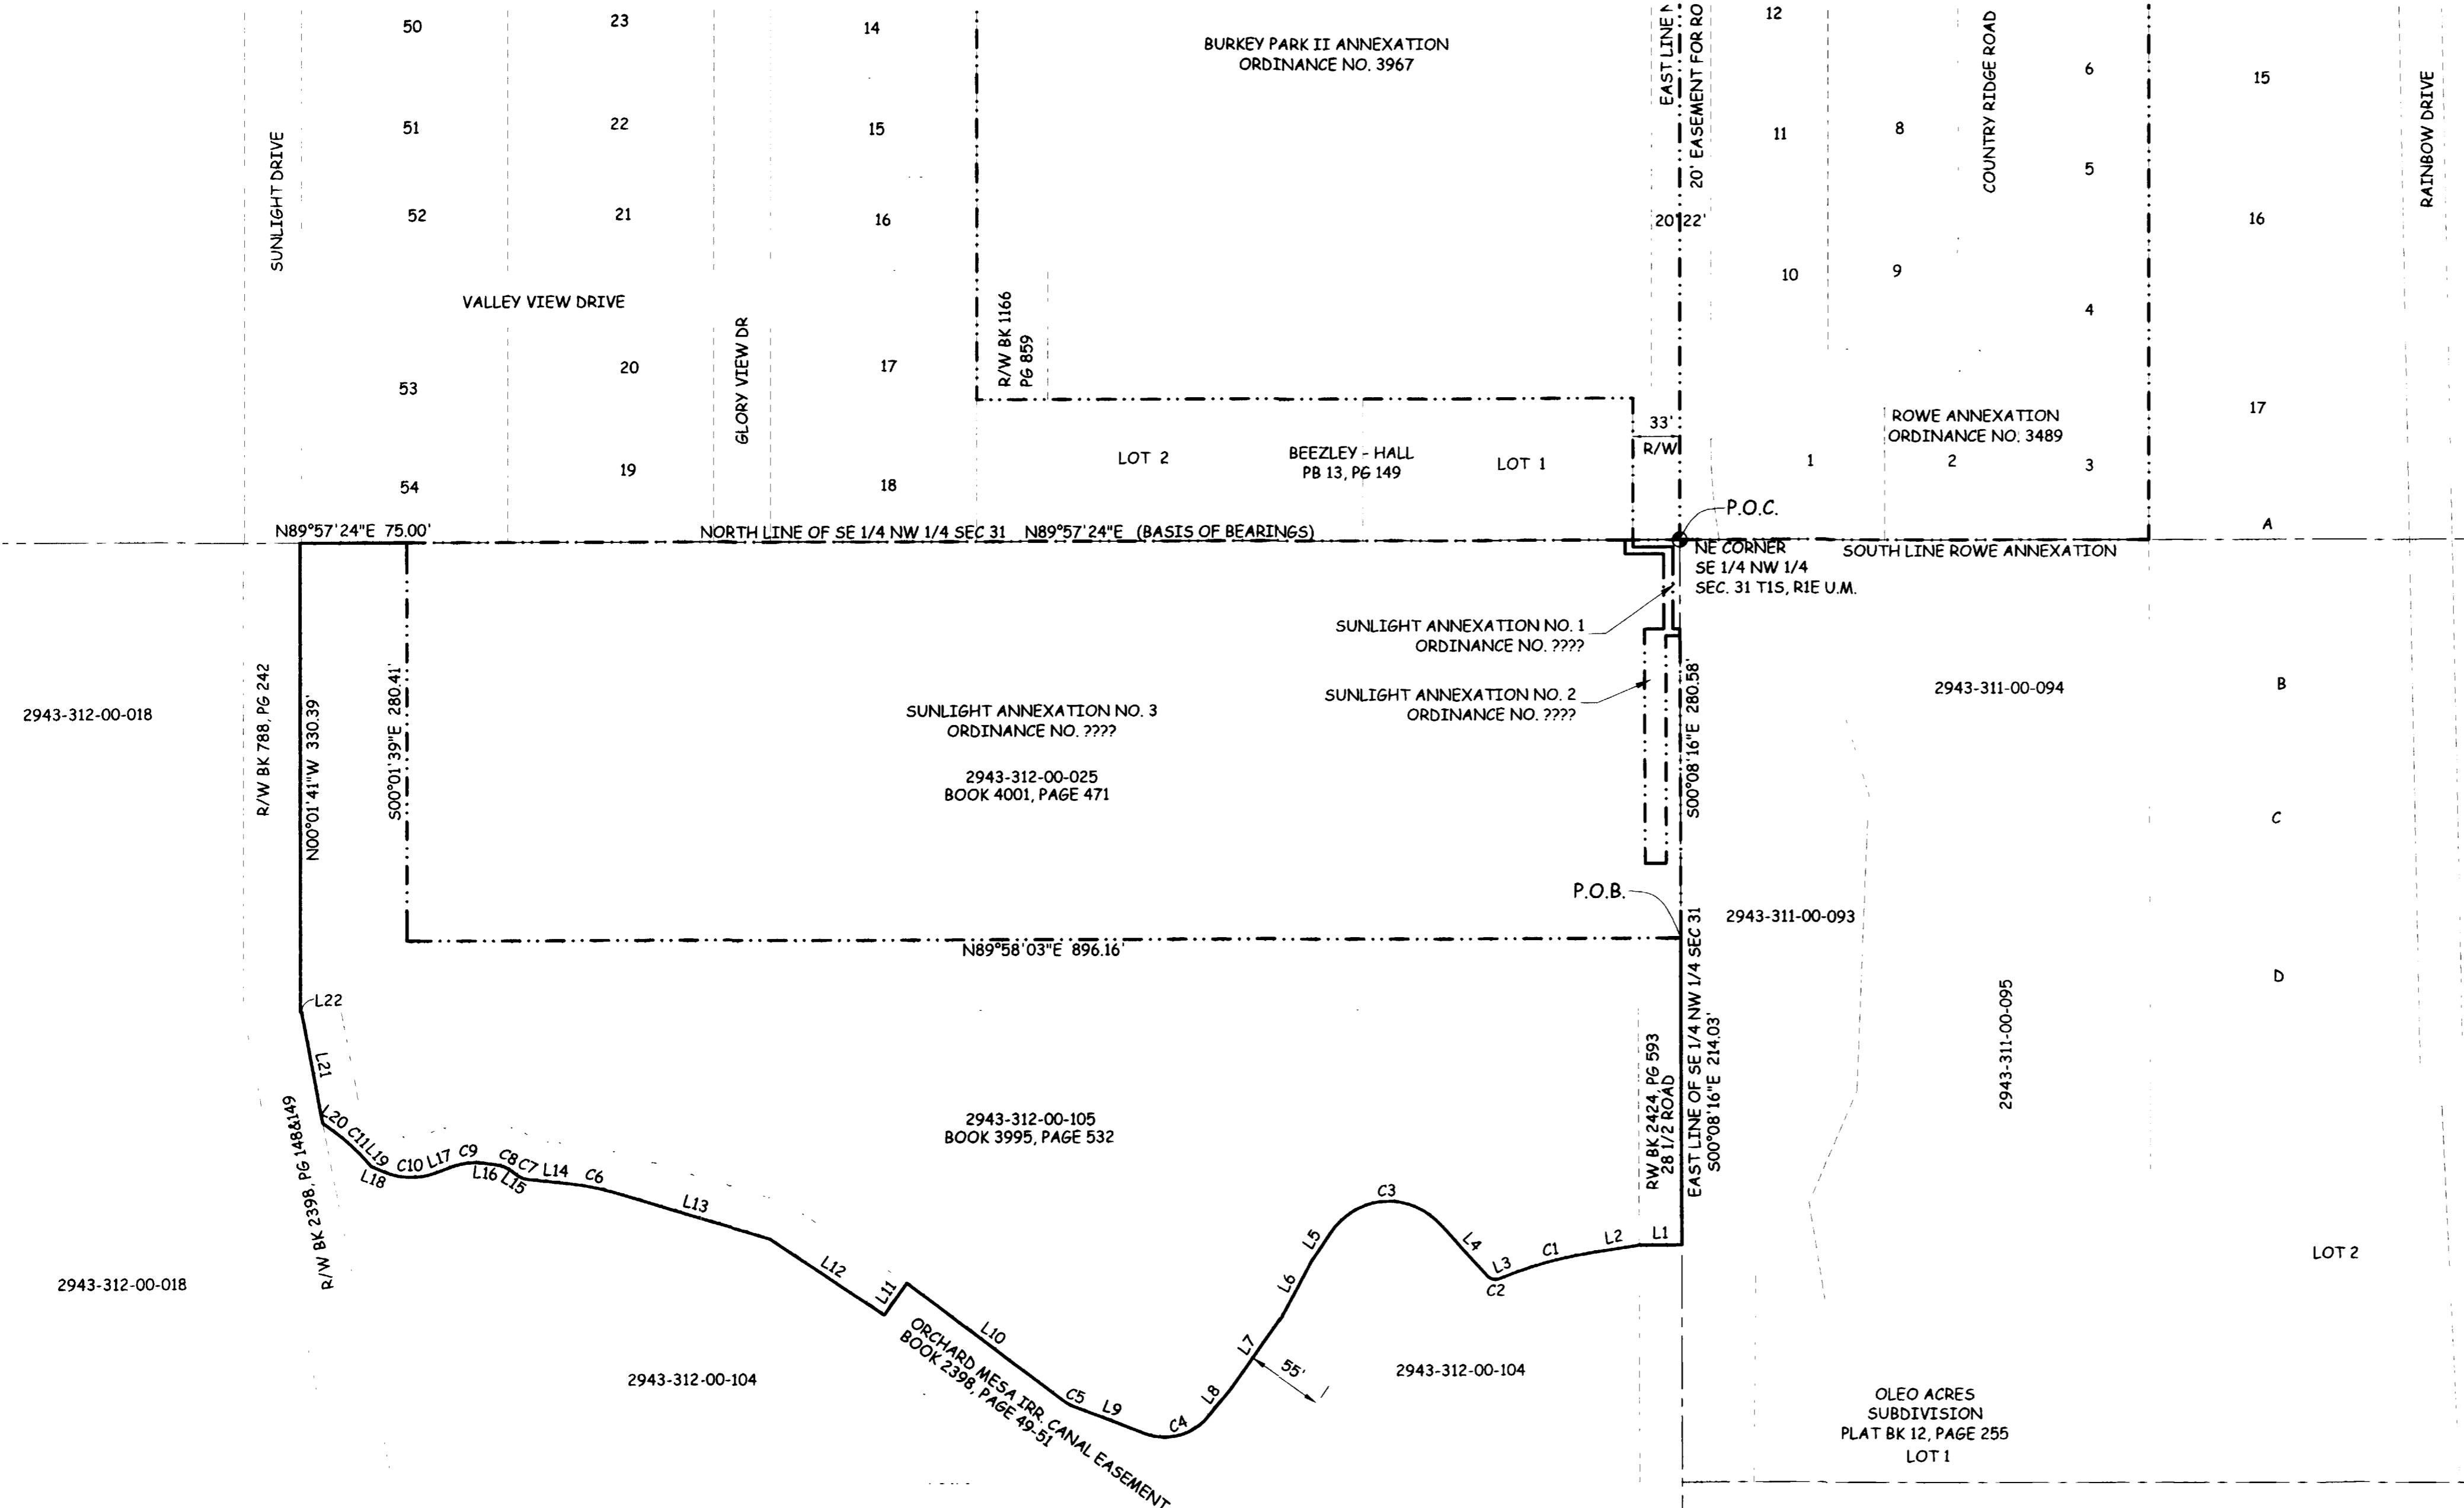 50
23
14
BURKEY PARK II ANNEXATION
ORDINANCE NO. 3967
EAST LINE
20' EASEMENT FOR RO
12
COUNTRY RIDGE ROAD
6
15
RAINBOW DRIVE
SUNLIGHT DRIVE
51
22
15
11
8
5
52
21
16
20' 22'
16
VALLEY VIEW DRIVE
10
9
4
GLORY VIEW DR
R/W BK 1166
PG 859
53
20
17
17
33'
R/W
ROWE ANNEXATION
ORDINANCE NO. 3489
54
19
18
LOT 2
BEEZLEY - HALL
PB 13, PG 149
LOT 1
1
2
3
P.O.C.
A
N89°57'24"E 75.00'
NORTH LINE OF SE 1/4 NW 1/4 SEC 31 N89°57'24"E (BASIS OF BEARINGS)
NE CORNER
SE 1/4 NW 1/4
SEC. 31 T1S, R1E U.M.
SOUTH LINE ROWE ANNEXATION
SUNLIGHT ANNEXATION NO. 1
ORDINANCE NO. ????
SUNLIGHT ANNEXATION NO. 2
ORDINANCE NO. ????
2943-312-00-018
R/W BK 788, PG 242
N00°01'41"W 330.39'
S00°01'39"E 280.41'
SUNLIGHT ANNEXATION NO. 3
ORDINANCE NO. ????
2943-312-00-025
BOOK 4001, PAGE 471
S00°08'16"E 280.58'
2943-311-00-094
B
C
P.O.B.
2943-311-00-093
N89°58'03"E 896.16'
D
2943-311-00-095
L22
L21
R/W BK 2398, PG 148&149
L20
C11
L19
L18
C10
L17
C9
L16
C8
L15
C7
L14
C6
L13
2943-312-00-105
BOOK 3995, PAGE 532
RW BK 2424, PG 593
28 1/2 ROAD
EAST LINE OF SE 1/4 NW 1/4 SEC 31
S00°08'16"E 214.03'
C3
L5
L4
L3
C2
C1
L2
L1
L6
L12
L11
L10
L7
55'
L8
C5
L9
C4
LOT 2
2943-312-00-018
2943-312-00-104
ORCHARD MESA IRR. CANAL EASEMENT
BOOK 2398, PAGE 49-51
2943-312-00-104
OLEO ACRES
SUBDIVISION
PLAT BK 12, PAGE 255
LOT 1